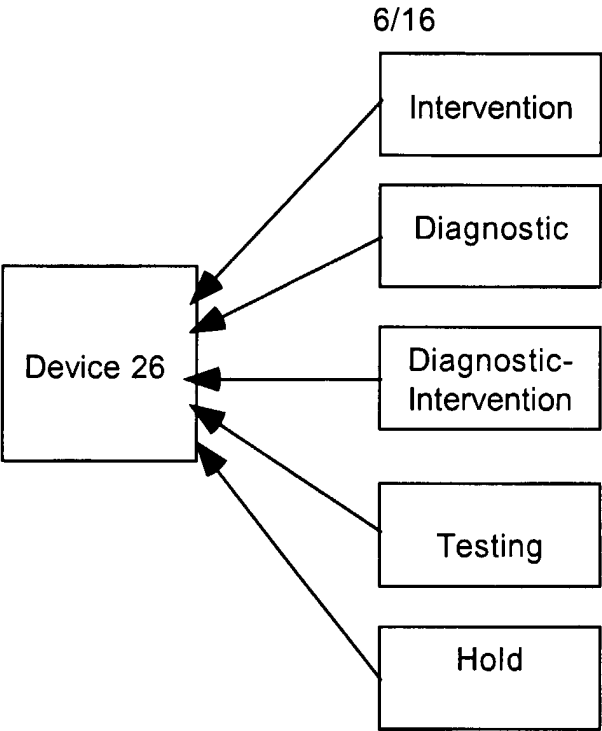 6/16
Intervention
Diagnostic
Device 26
Diagnostic-
Intervention
Testing
Hold